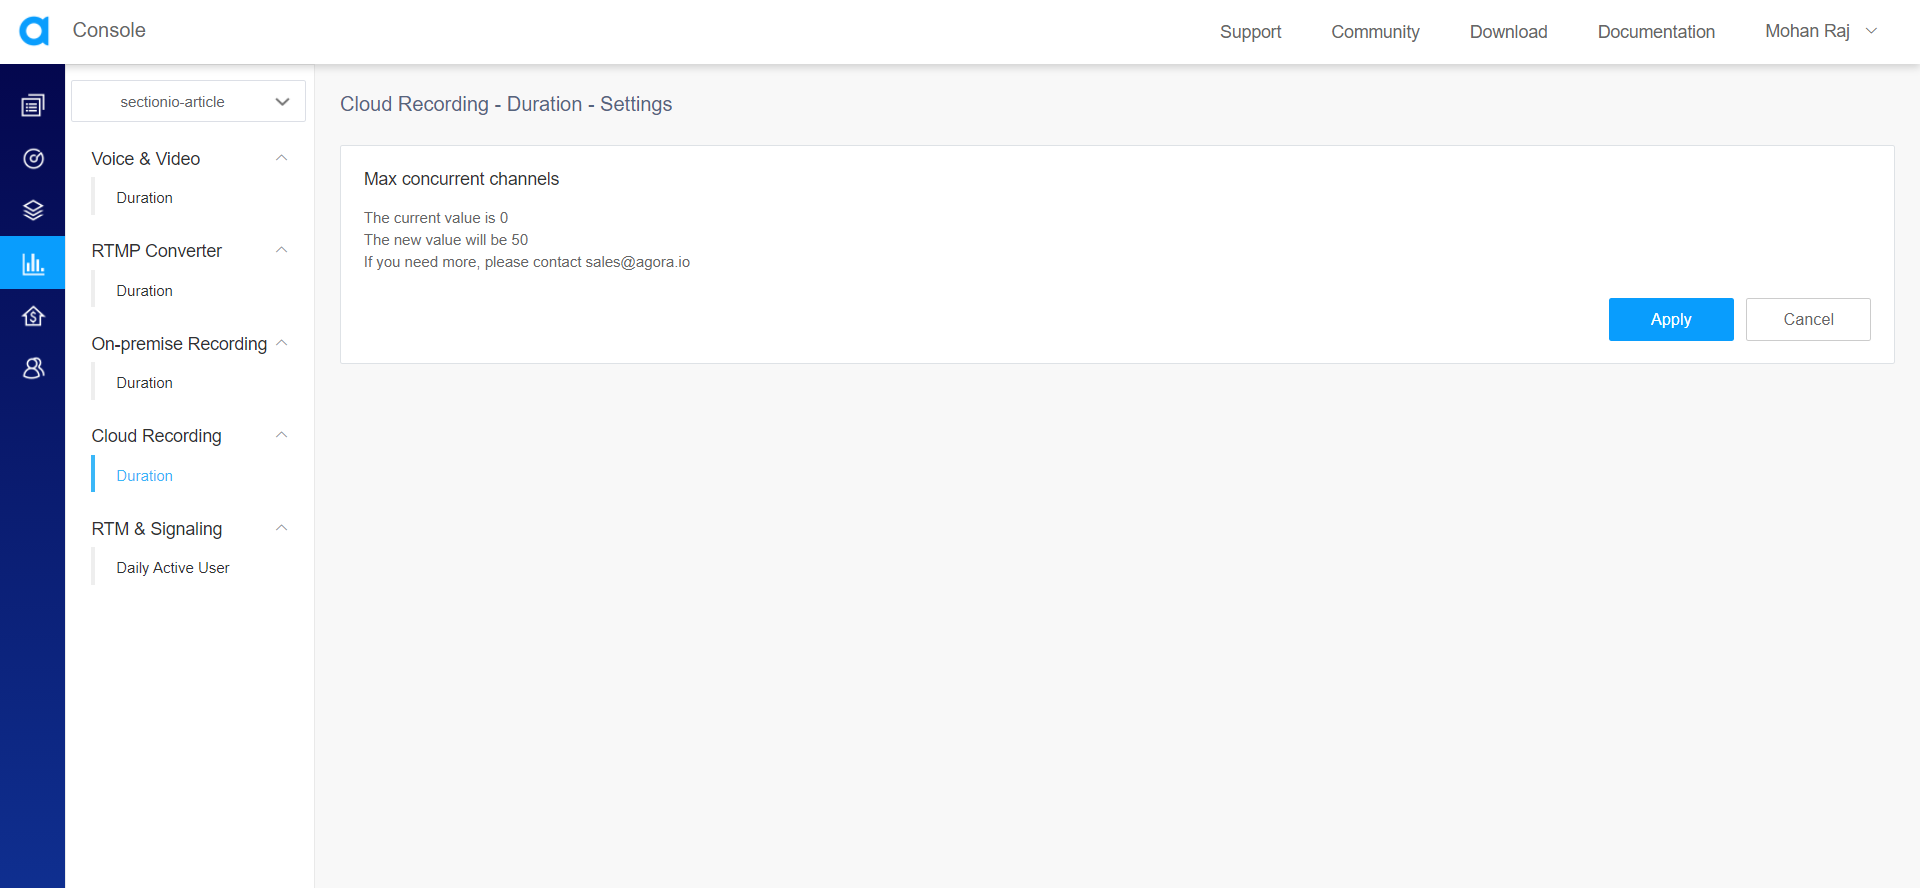 Console
Support
Community
Download
Documentation
Mohan Raj
sectionio-article
Voice & Video
Duration
RTMP Converter
Duration
On-premise Recording
Duration
Cloud Recording
Duration
RTM & Signaling
Daily Active User
Cloud Recording - Duration - Settings
Max concurrent channels
The current value is 0
The new value will be 50
If you need more, please contact sales@agora.io
Apply
Cancel